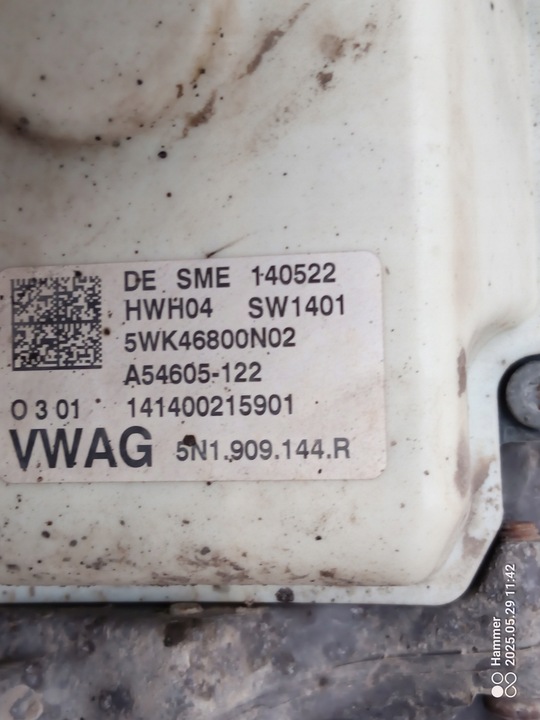 DE SME 140522
HWH04 SW1401
5WK46800N02
A54605-122
O 3 01 141400215901
VWAG 5N1.909.144.R
Hammer
2025.05.29 11:42